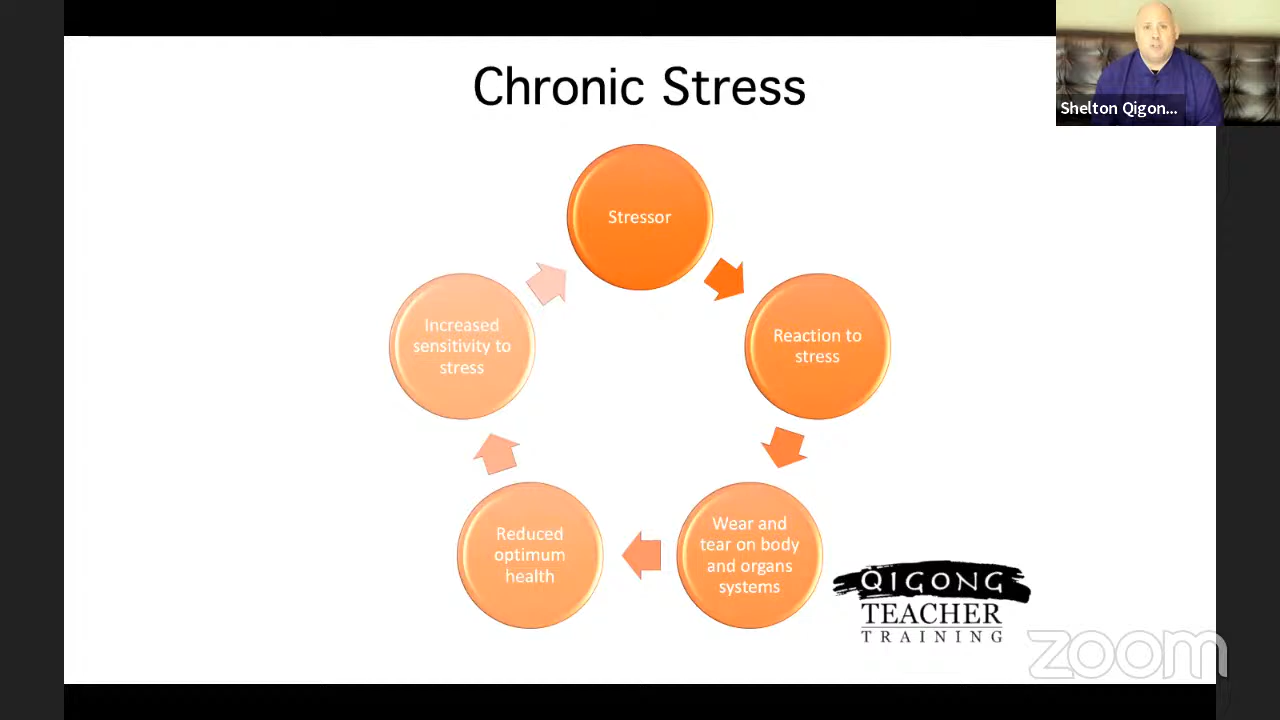 Chronic Stress
Shelton Qigon...
Stressor
Reaction to
stress
Wear and
tear on body
and organs
systems
Reduced
optimum
health
Increased
sensitivity to
stress
QIGONG
TEACHER
TRAINING
zoom